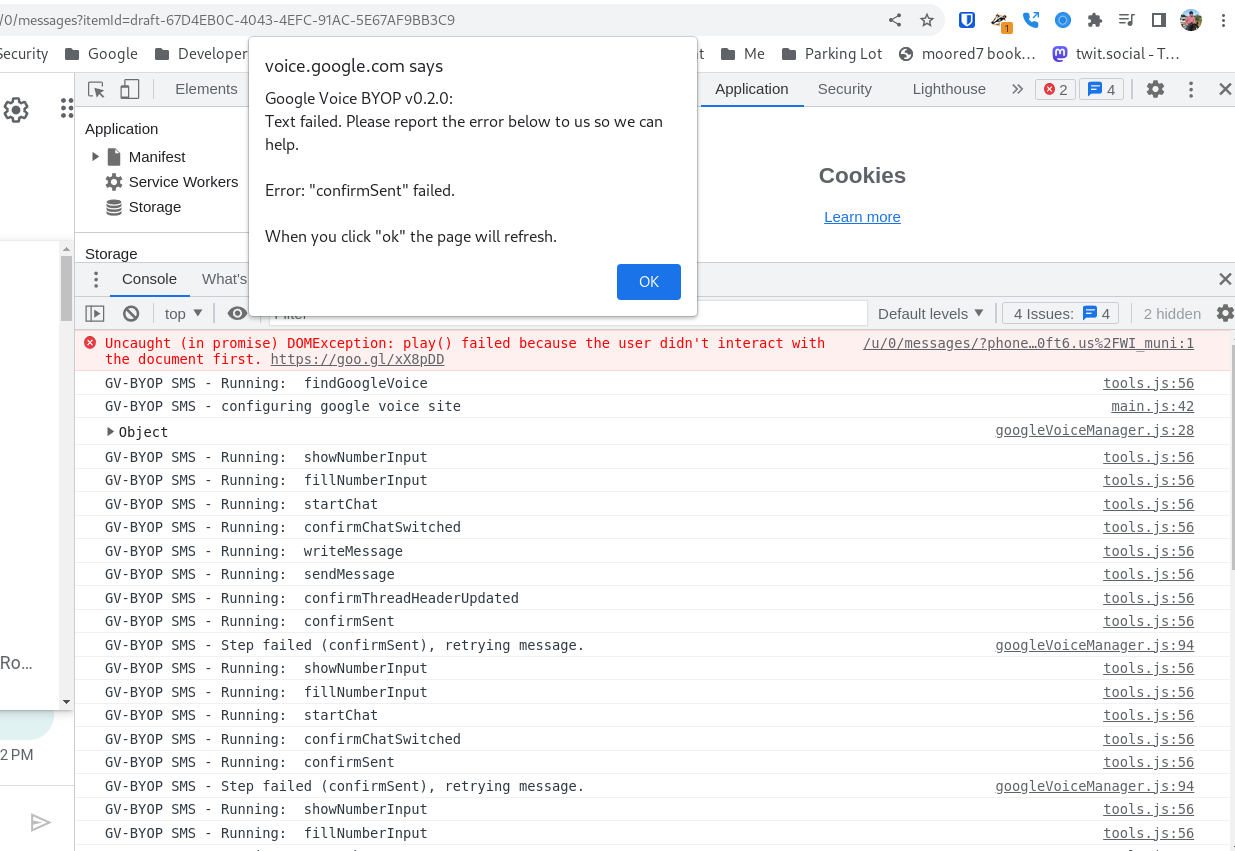 /0/messages?itemId=draft-67D4EB0C-4043-4EFC-91AC-5E67AF9BB3C9
1
Security Google Developer t Me Parking Lot moored7 book... twit.social - T...
voice.google.com says
Google Voice BYOP v0.2.0:
Text failed. Please report the error below to us so we can
help.
Error: "confirmSent" failed.
When you click "ok" the page will refresh.
OK
Elements Application Security Lighthouse » 2 4
Application
Manifest
Service Workers
Storage
Storage
Cookies
Learn more
Console What's
top Filter Default levels 4 Issues: 4 2 hidden
Uncaught (in promise) DOMException: play() failed because the user didn't interact with /u/0/messages/?phone…0ft6.us%2FWI_muni:1
the document first. https://goo.gl/xX8pDD
GV-BYOP SMS - Running: findGoogleVoice tools.js:56
GV-BYOP SMS - configuring google voice site main.js:42
Object googleVoiceManager.js:28
GV-BYOP SMS - Running: showNumberInput tools.js:56
GV-BYOP SMS - Running: fillNumberInput tools.js:56
GV-BYOP SMS - Running: startChat tools.js:56
GV-BYOP SMS - Running: confirmChatSwitched tools.js:56
GV-BYOP SMS - Running: writeMessage tools.js:56
GV-BYOP SMS - Running: sendMessage tools.js:56
GV-BYOP SMS - Running: confirmThreadHeaderUpdated tools.js:56
GV-BYOP SMS - Running: confirmSent tools.js:56
GV-BYOP SMS - Step failed (confirmSent), retrying message. googleVoiceManager.js:94
GV-BYOP SMS - Running: showNumberInput tools.js:56
GV-BYOP SMS - Running: fillNumberInput tools.js:56
GV-BYOP SMS - Running: startChat tools.js:56
GV-BYOP SMS - Running: confirmChatSwitched tools.js:56
GV-BYOP SMS - Running: confirmSent tools.js:56
GV-BYOP SMS - Step failed (confirmSent), retrying message. googleVoiceManager.js:94
GV-BYOP SMS - Running: showNumberInput tools.js:56
GV-BYOP SMS - Running: fillNumberInput tools.js:56
Ro...
2 PM